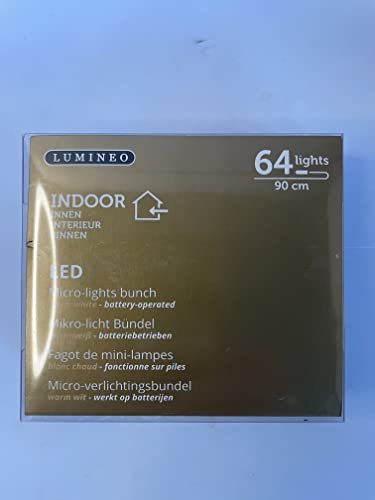 LUMINEO
64 lights
90 cm
INDOOR
INNEN
INTERIEUR
BINNEN
LED
Micro-lights bunch
white - battery-operated
Mikro-licht Bündel
batteriebetrieben
Fagot de mini-lampes
blanc chaud - fonctionne sur piles
Micro-verlichtingsbundel
warm wit - werkt op batterijen